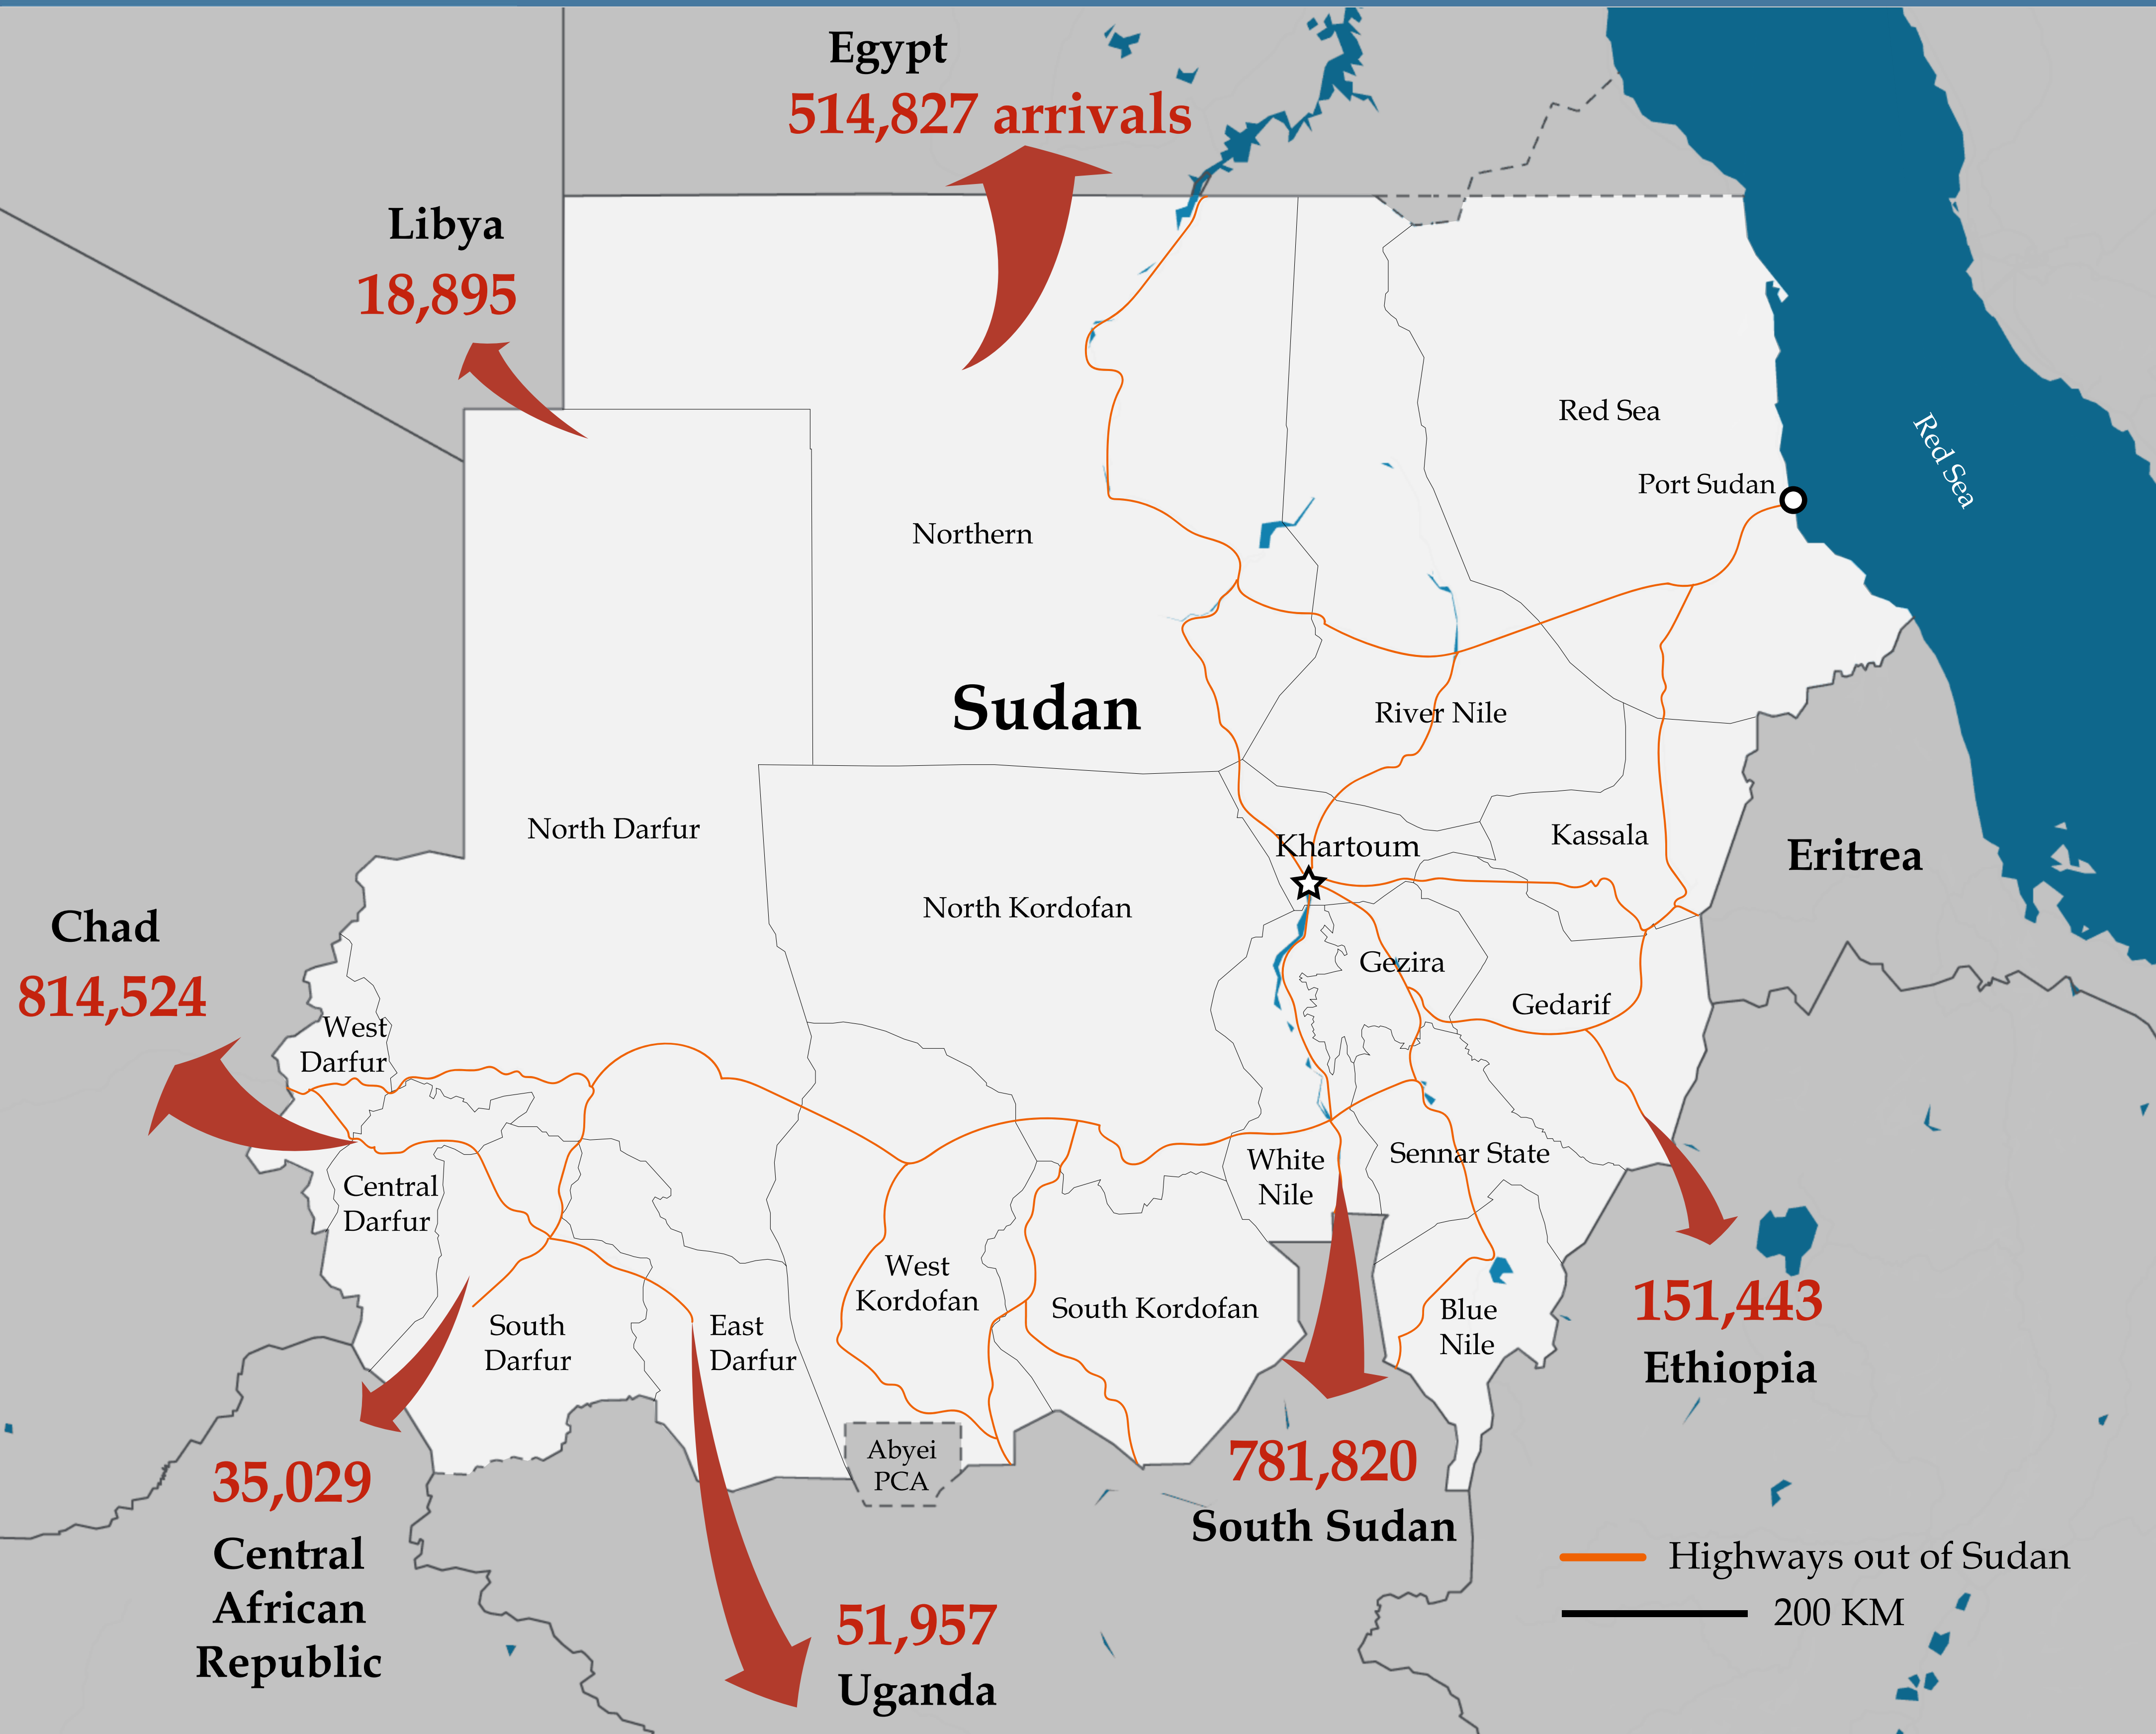 Egypt
514,827 arrivals
Libya
18,895
Red Sea
Port Sudan
Red Sea
Northern
Sudan
River Nile
North Darfur
Khartoum
Kassala
Eritrea
North Kordofan
Chad
814,524
Gezira
Gedarif
West
Darfur
White
Nile
Sennar State
Central
Darfur
West
Kordofan
South Kordofan
Blue
Nile
151,443
Ethiopia
South
Darfur
East
Darfur
Abyei
PCA
781,820
South Sudan
35,029
Central
African
Republic
51,957
Uganda
Highways out of Sudan
200 KM